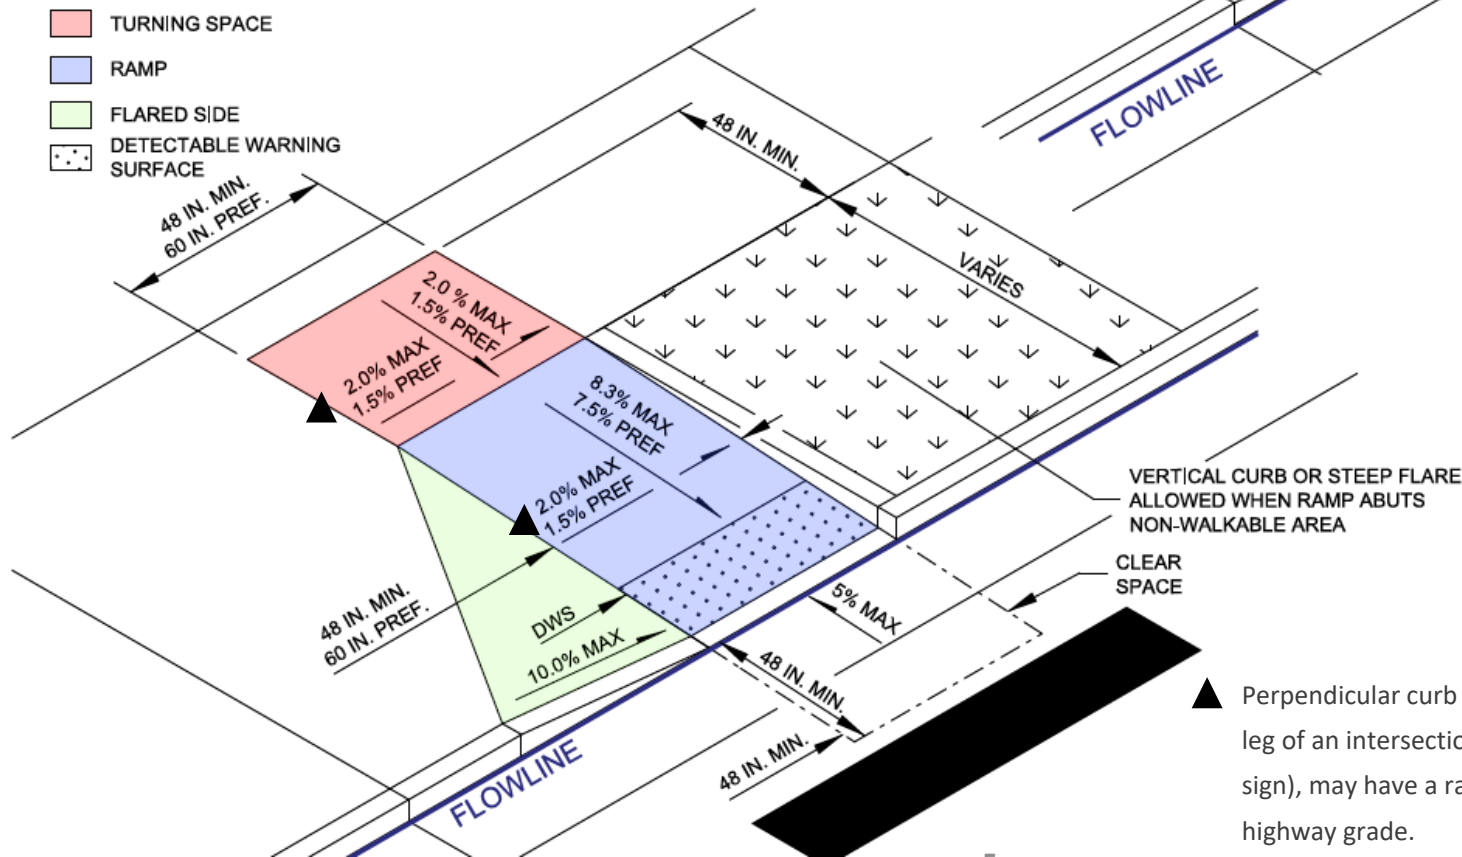 TURNING SPACE
RAMP
FLARED SIDE
DETECTABLE WARNING
SURFACE
48 IN. MIN.
60 IN. PREF.
48 IN. MIN.
FLOWLINE
VARIES
2.0 % MAX
1.5% PREF
2.0% MAX
1.5% PREF
8.3% MAX
7.5% PREF
2.0% MAX
1.5% PREF
VERTICAL CURB OR STEEP FLARE
ALLOWED WHEN RAMP ABUTS
NON-WALKABLE AREA
CLEAR
SPACE
5% MAX
48 IN. MIN.
60 IN. PREF.
DWS
10.0% MAX
48 IN. MIN.
48 IN. MIN.
FLOWLINE
Perpendicular curb
leg of an intersectio
sign), may have a ra
highway grade.